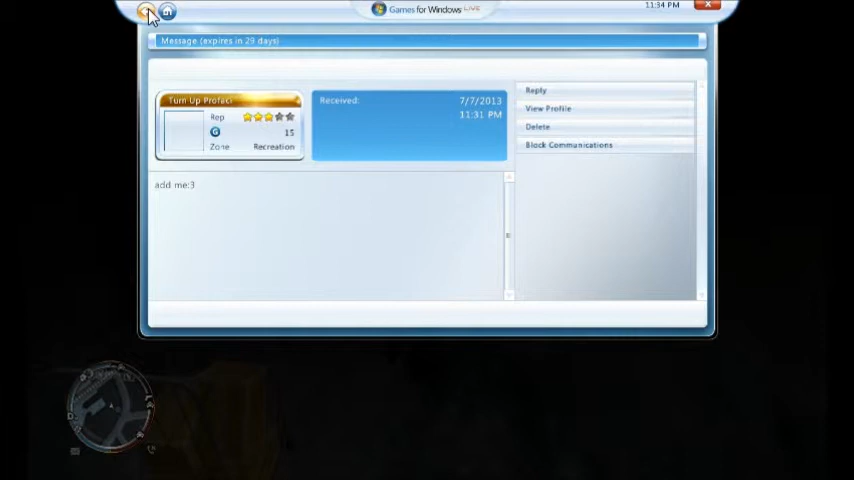 Games for Windows LIVE
11:34 PM
Message (expires in 29 days)
Turn Up Profaci
Rep
G 15
Zone Recreation
Received: 7/7/2013
11:31 PM
Reply
View Profile
Delete
Block Communications
add me:3